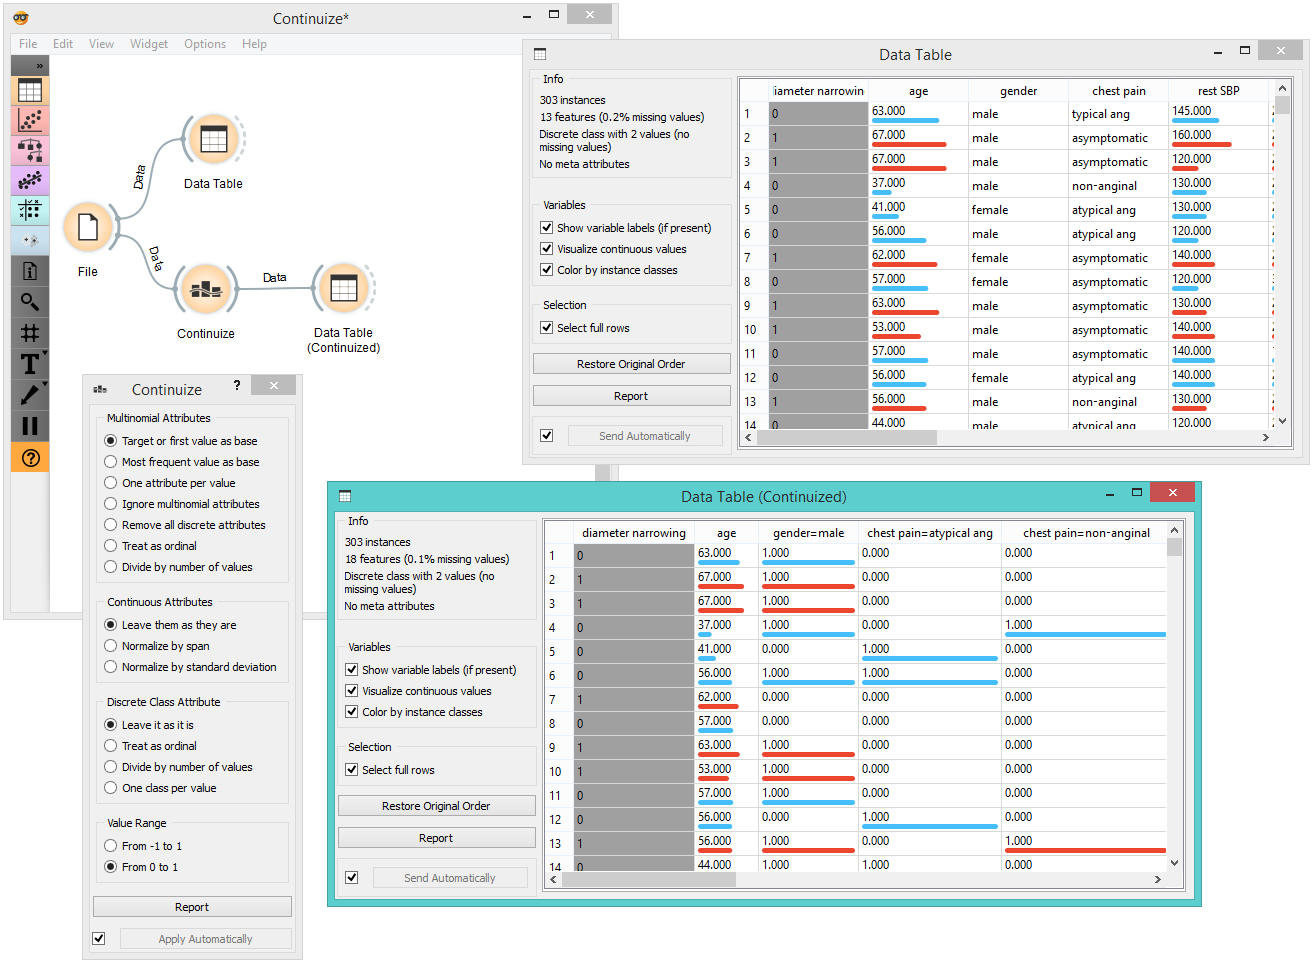 Continuize*
File Edit View Widget Options Help
»
Data
Data Table
File
Data
Data
Continuize
Data Table
(Continuized)
Continuize ?
Multinomial Attributes
Target or first value as base
Most frequent value as base
One attribute per value
Ignore multinomial attributes
Remove all discrete attributes
Treat as ordinal
Divide by number of values
Continuous Attributes
Leave them as they are
Normalize by span
Normalize by standard deviation
Discrete Class Attribute
Leave it as it is
Treat as ordinal
Divide by number of values
One class per value
Value Range
From -1 to 1
From 0 to 1
Report
Apply Automatically
Data Table
Info
303 instances
13 features (0.2% missing values)
Discrete class with 2 values (no
missing values)
No meta attributes
Variables
Show variable labels (if present)
Visualize continuous values
Color by instance classes
Selection
Select full rows
Restore Original Order
Report
Send Automatically
iameter narrowin age gender chest pain rest SBP
1 0 63.000 male typical ang 145.000
2 1 67.000 male asymptomatic 160.000
3 1 67.000 male asymptomatic 120.000
4 0 37.000 male non-anginal 130.000
5 0 41.000 female atypical ang 130.000
6 0 56.000 male atypical ang 120.000
7 1 62.000 female asymptomatic 140.000
8 0 57.000 female asymptomatic 120.000
9 1 63.000 male asymptomatic 130.000
10 1 53.000 male asymptomatic 140.000
11 0 57.000 male asymptomatic 140.000
12 0 56.000 female atypical ang 140.000
13 1 56.000 male non-anginal 130.000
14 0 44.000 male atypical ang 120.000
Data Table (Continuized)
Info
303 instances
18 features (0.1% missing values)
Discrete class with 2 values (no
missing values)
No meta attributes
Variables
Show variable labels (if present)
Visualize continuous values
Color by instance classes
Selection
Select full rows
Restore Original Order
Report
Send Automatically
diameter narrowing age gender=male chest pain=atypical ang chest pain=non-anginal
1 0 63.000 1.000 0.000 0.000
2 1 67.000 1.000 0.000 0.000
3 1 67.000 1.000 0.000 0.000
4 0 37.000 1.000 0.000 1.000
5 0 41.000 0.000 1.000 0.000
6 0 56.000 1.000 1.000 0.000
7 1 62.000 0.000 0.000 0.000
8 0 57.000 0.000 0.000 0.000
9 1 63.000 1.000 0.000 0.000
10 1 53.000 1.000 0.000 0.000
11 0 57.000 1.000 0.000 0.000
12 0 56.000 0.000 1.000 0.000
13 1 56.000 1.000 0.000 1.000
14 0 44.000 1.000 1.000 0.000